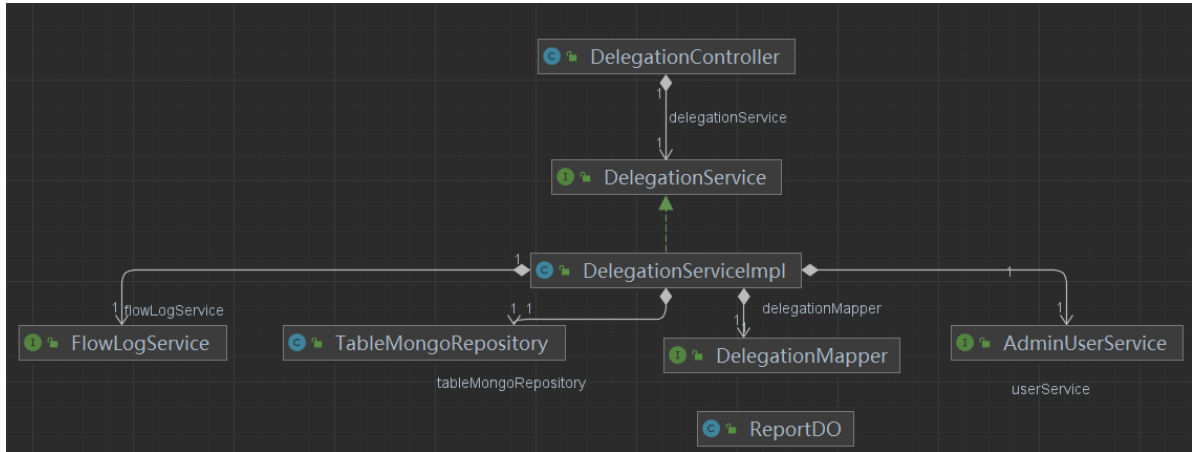 C DelegationController
1
delegationService
1
I DelegationService
C DelegationServiceImpl
1
1
1 flowLogService
1 1
delegationMapper
1
1
I FlowLogService
C TableMongoRepository
I DelegationMapper
I AdminUserService
tableMongoRepository
userService
C ReportDO